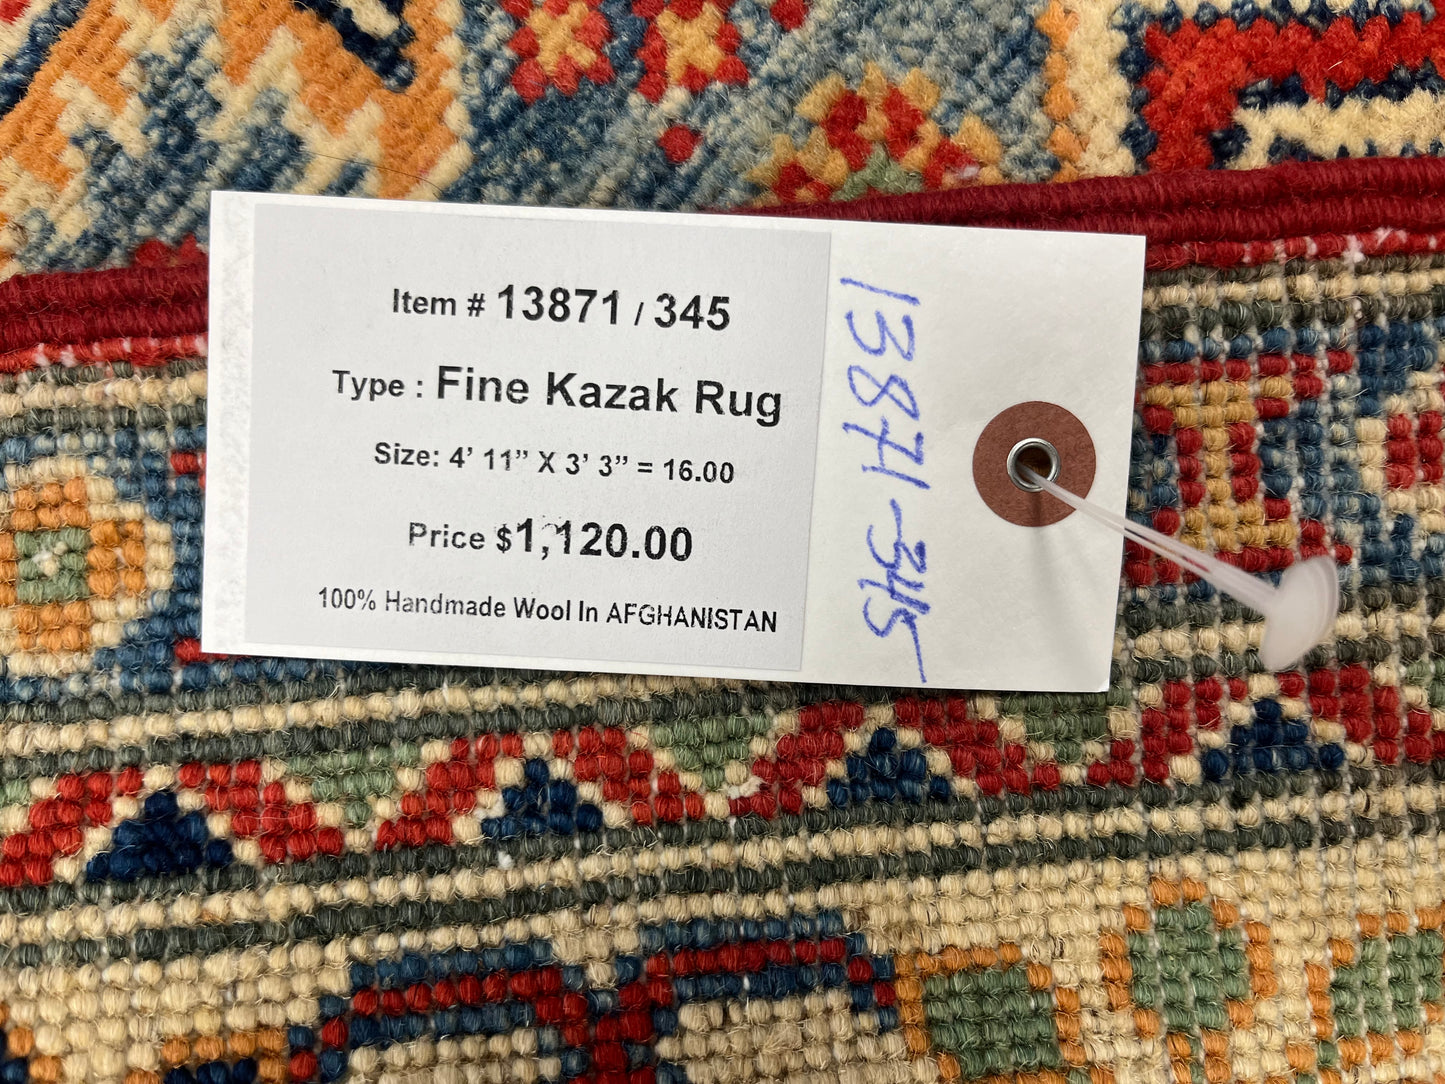 Item # 13871 / 345
Type : Fine Kazak Rug
Size: 4’ 11” X 3’ 3” = 16.00
Price $1,120.00
100% Handmade Wool In AFGHANISTAN
13871-345